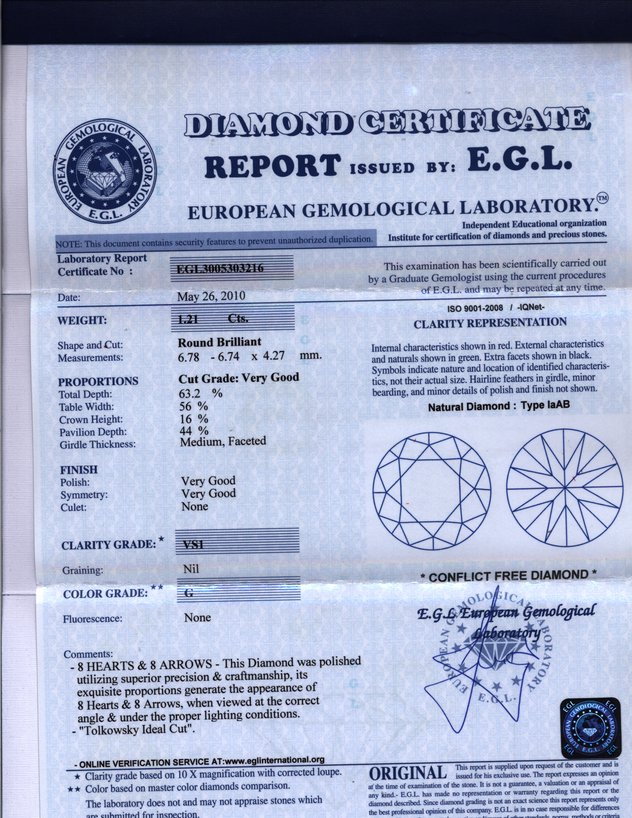 DIAMOND CERTIFICATE
REPORT ISSUED BY: E.G.L.
EUROPEAN GEMOLOGICAL LABORATORY.™
EUROPEAN GEMOLOGICAL LABORATORY
E.G.L.
Independent Educational organization
Institute for certification of diamonds and precious stones.
NOTE: This document contains security features to prevent unauthorized duplication.
Laboratory Report
Certificate No : EGL3005303216
Date: May 26, 2010
WEIGHT: 1.21 Cts.
Shape and Cut: Round Brilliant
Measurements: 6.78 - 6.74 x 4.27 mm.
PROPORTIONS Cut Grade: Very Good
Total Depth: 63.2 %
Table Width: 56 %
Crown Height: 16 %
Pavilion Depth: 44 %
Girdle Thickness: Medium, Faceted
FINISH
Polish: Very Good
Symmetry: Very Good
Culet: None
CLARITY GRADE: * VS1
Graining: Nil
COLOR GRADE: ** G
Fluorescence: None
Comments:
- 8 HEARTS & 8 ARROWS - This Diamond was polished
utilizing superior precision & craftmanship, its
exquisite proportions generate the appearance of
8 Hearts & 8 Arrows, when viewed at the correct
angle & under the proper lighting conditions.
- "Tolkowsky Ideal Cut".
- ONLINE VERIFICATION SERVICE AT:www.eglinternational.org
★ Clarity grade based on 10 X magnification with corrected loupe.
★★ Color based on master color diamonds comparison.
The laboratory does not and may not appraise stones which
are submitted for inspection.
This examination has been scientifically carried out
by a Graduate Gemologist using the current procedures
of E.G.L. and may be repeated at any time.
ISO 9001-2008 / -IQNet-
CLARITY REPRESENTATION
Internal characteristics shown in red. External characteristics
and naturals shown in green. Extra facets shown in black.
Symbols indicate nature and location of identified characteris-
tics, not their actual size. Hairline feathers in girdle, minor
bearding, and minor details of polish and finish not shown.
Natural Diamond : Type IaAB
* CONFLICT FREE DIAMOND *
E.G.L European Gemological
Laboratory
EUROPEAN GEMOLOGICAL LABORATORY
E.G.L.
EGL
EGL
E.G.L.
ORIGINAL This report is supplied upon request of the customer and is
issued for his exclusive use. The report expresses an opinion
at the time of examination of the stone. It is not a guarantee, a valuation or an appraisal of
any kind.- E.G.L. has made no representation or warranty regarding this report or the
diamond described. Since diamond grading is not an exact science this report represents only
the best professional opinion of this company. E.G.L. is in no case responsible for differences